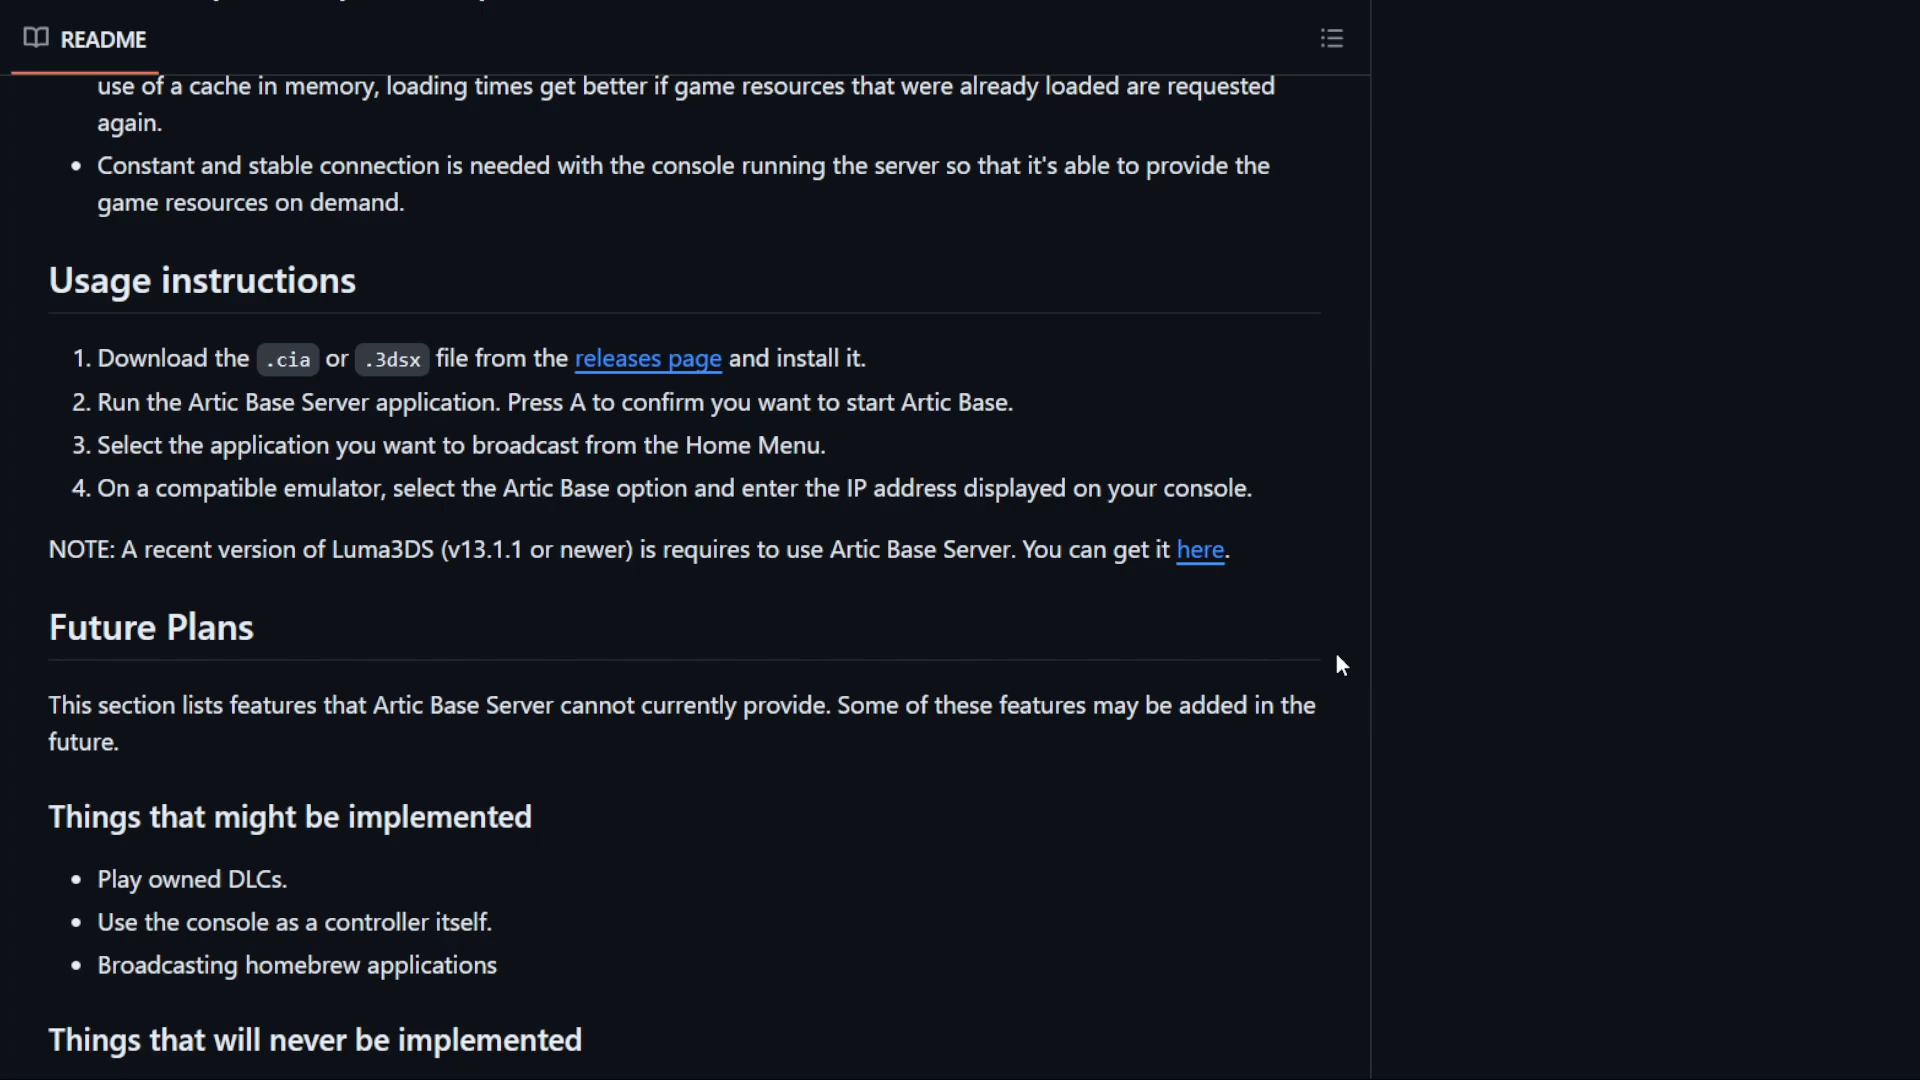 README
use of a cache in memory, loading times get better if game resources that were already loaded are requested
again.
• Constant and stable connection is needed with the console running the server so that it's able to provide the
game resources on demand.
Usage instructions
1. Download the .cia or .3dsx file from the releases page and install it.
2. Run the Artic Base Server application. Press A to confirm you want to start Artic Base.
3. Select the application you want to broadcast from the Home Menu.
4. On a compatible emulator, select the Artic Base option and enter the IP address displayed on your console.
NOTE: A recent version of Luma3DS (v13.1.1 or newer) is requires to use Artic Base Server. You can get it here.
Future Plans
This section lists features that Artic Base Server cannot currently provide. Some of these features may be added in the
future.
Things that might be implemented
• Play owned DLCs.
• Use the console as a controller itself.
• Broadcasting homebrew applications
Things that will never be implemented